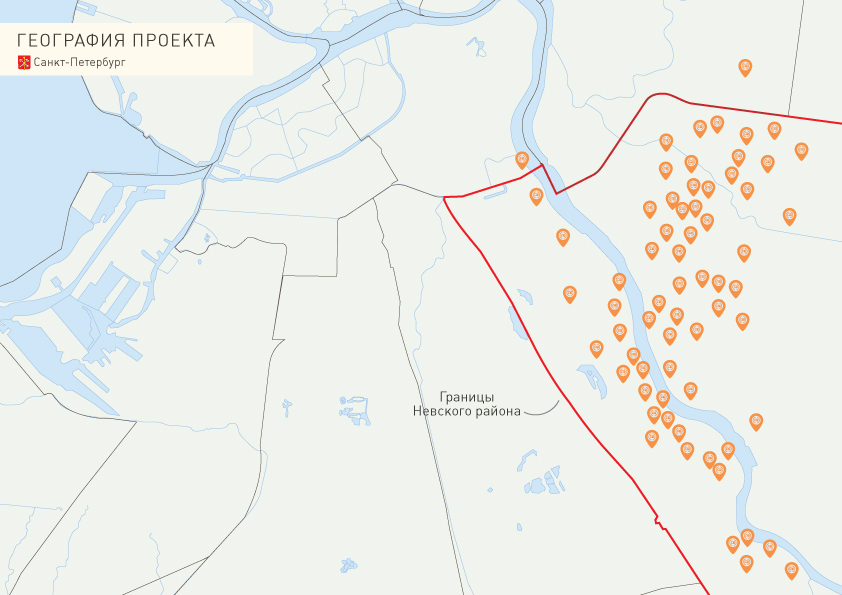 ГЕОГРАФИЯ ПРОЕКТА
Санкт-Петербург
Границы
Невского района